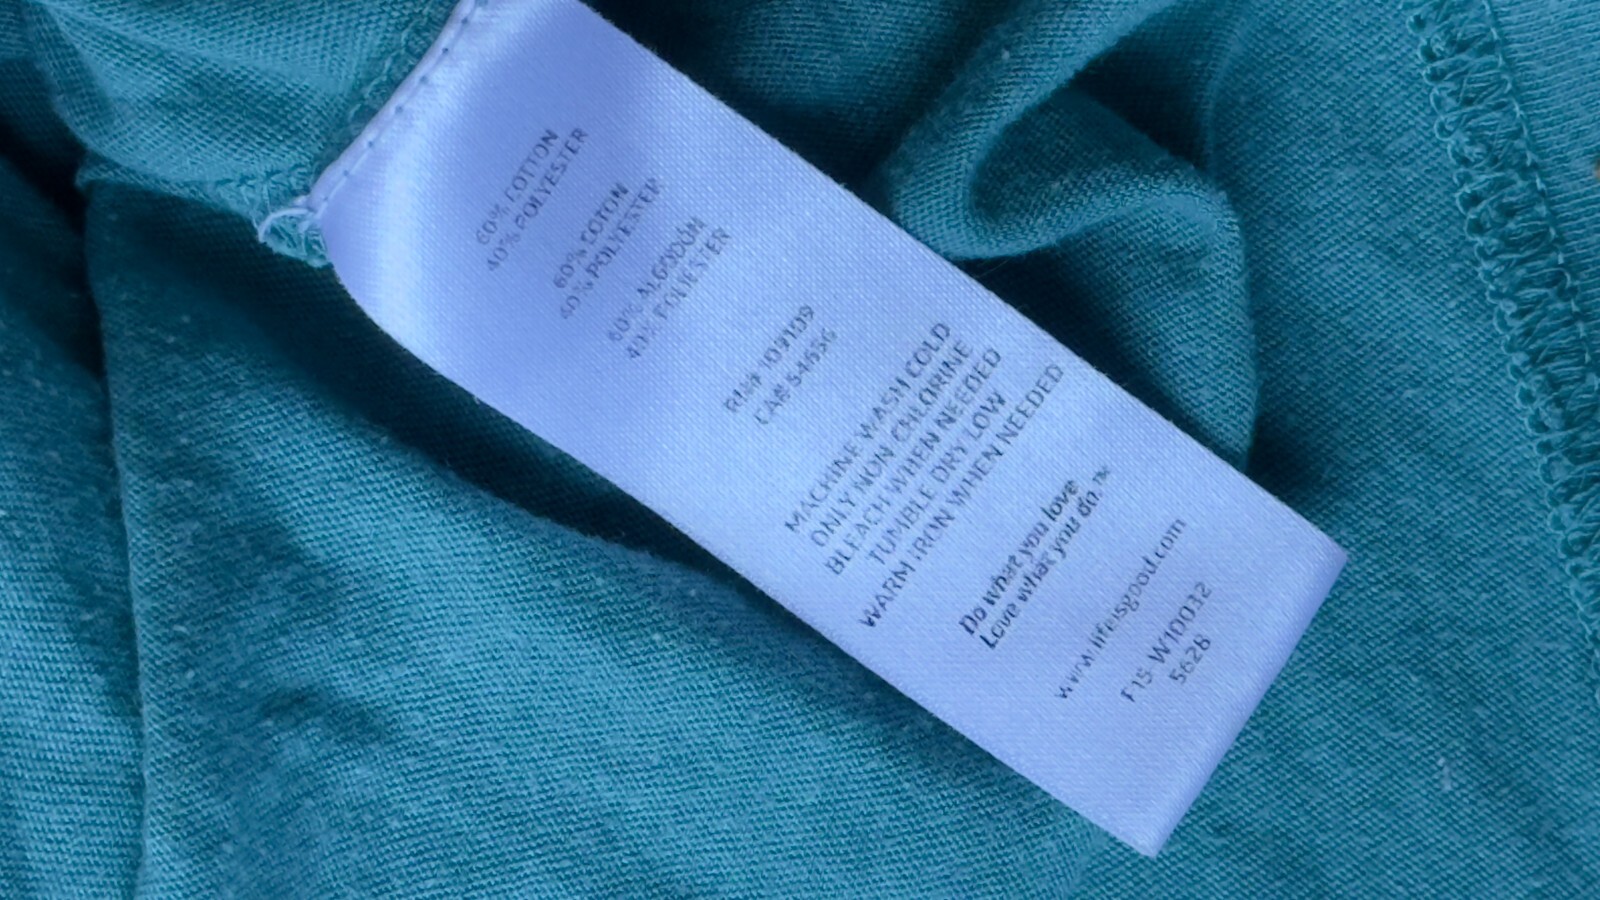 60% COTTON
40% POLYESTER
60% COTON
40% POLYESTER
60% ALGODÓN
40% POLIESTER
RN# 109109
CA# 54656
MACHINE WASH COLD
ONLY NON CHLORINE
BLEACH WHEN NEEDED
TUMBLE DRY LOW
WARM IRON WHEN NEEDED
Do what you love
Love what you do.™
www.lifeisgood.com
F15 W10032
5626